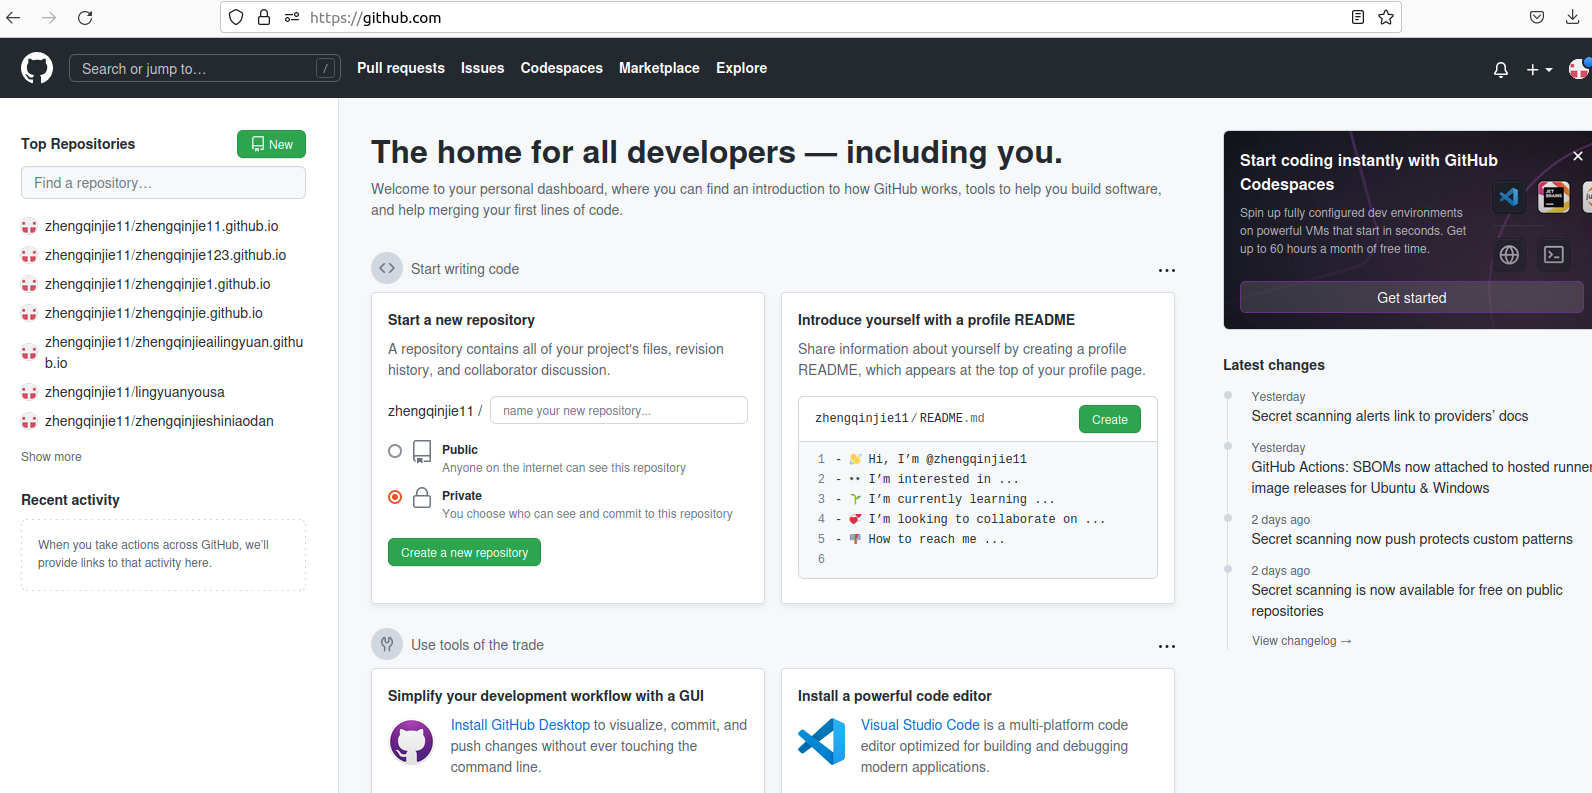 https://github.com
Search or jump to…
/
Pull requests
Issues
Codespaces
Marketplace
Explore
Top Repositories
New
Find a repository…
zhengqinjie11/zhengqinjie11.github.io
zhengqinjie11/zhengqinjie123.github.io
zhengqinjie11/zhengqinjie1.github.io
zhengqinjie11/zhengqinjie.github.io
zhengqinjie11/zhengqinjieailingyuan.githu
b.io
zhengqinjie11/lingyuanyousa
zhengqinjie11/zhengqinjieshiniaodan
Show more
Recent activity
When you take actions across GitHub, we’ll
provide links to that activity here.
The home for all developers — including you.
Welcome to your personal dashboard, where you can find an introduction to how GitHub works, tools to help you build software,
and help merging your first lines of code.
Start writing code
Start a new repository
A repository contains all of your project's files, revision
history, and collaborator discussion.
zhengqinjie11 /
name your new repository...
Public
Anyone on the internet can see this repository
Private
You choose who can see and commit to this repository
Create a new repository
Introduce yourself with a profile README
Share information about yourself by creating a profile
README, which appears at the top of your profile page.
zhengqinjie11 / README.md
Create
1 - 👋 Hi, I’m @zhengqinjie11
2 - 👀 I’m interested in ...
3 - 🌱 I’m currently learning ...
4 - 💞️ I’m looking to collaborate on ...
5 - 📫 How to reach me ...
6
Use tools of the trade
Simplify your development workflow with a GUI
Install GitHub Desktop to visualize, commit, and
push changes without ever touching the
command line.
Install a powerful code editor
Visual Studio Code is a multi-platform code
editor optimized for building and debugging
modern applications.
Start coding instantly with GitHub
Codespaces
Spin up fully configured dev environments
on powerful VMs that start in seconds. Get
up to 60 hours a month of free time.
JET
BRAINS
ju
Get started
Latest changes
Yesterday
Secret scanning alerts link to providers’ docs
Yesterday
GitHub Actions: SBOMs now attached to hosted runner
image releases for Ubuntu & Windows
2 days ago
Secret scanning now push protects custom patterns
2 days ago
Secret scanning is now available for free on public
repositories
View changelog →